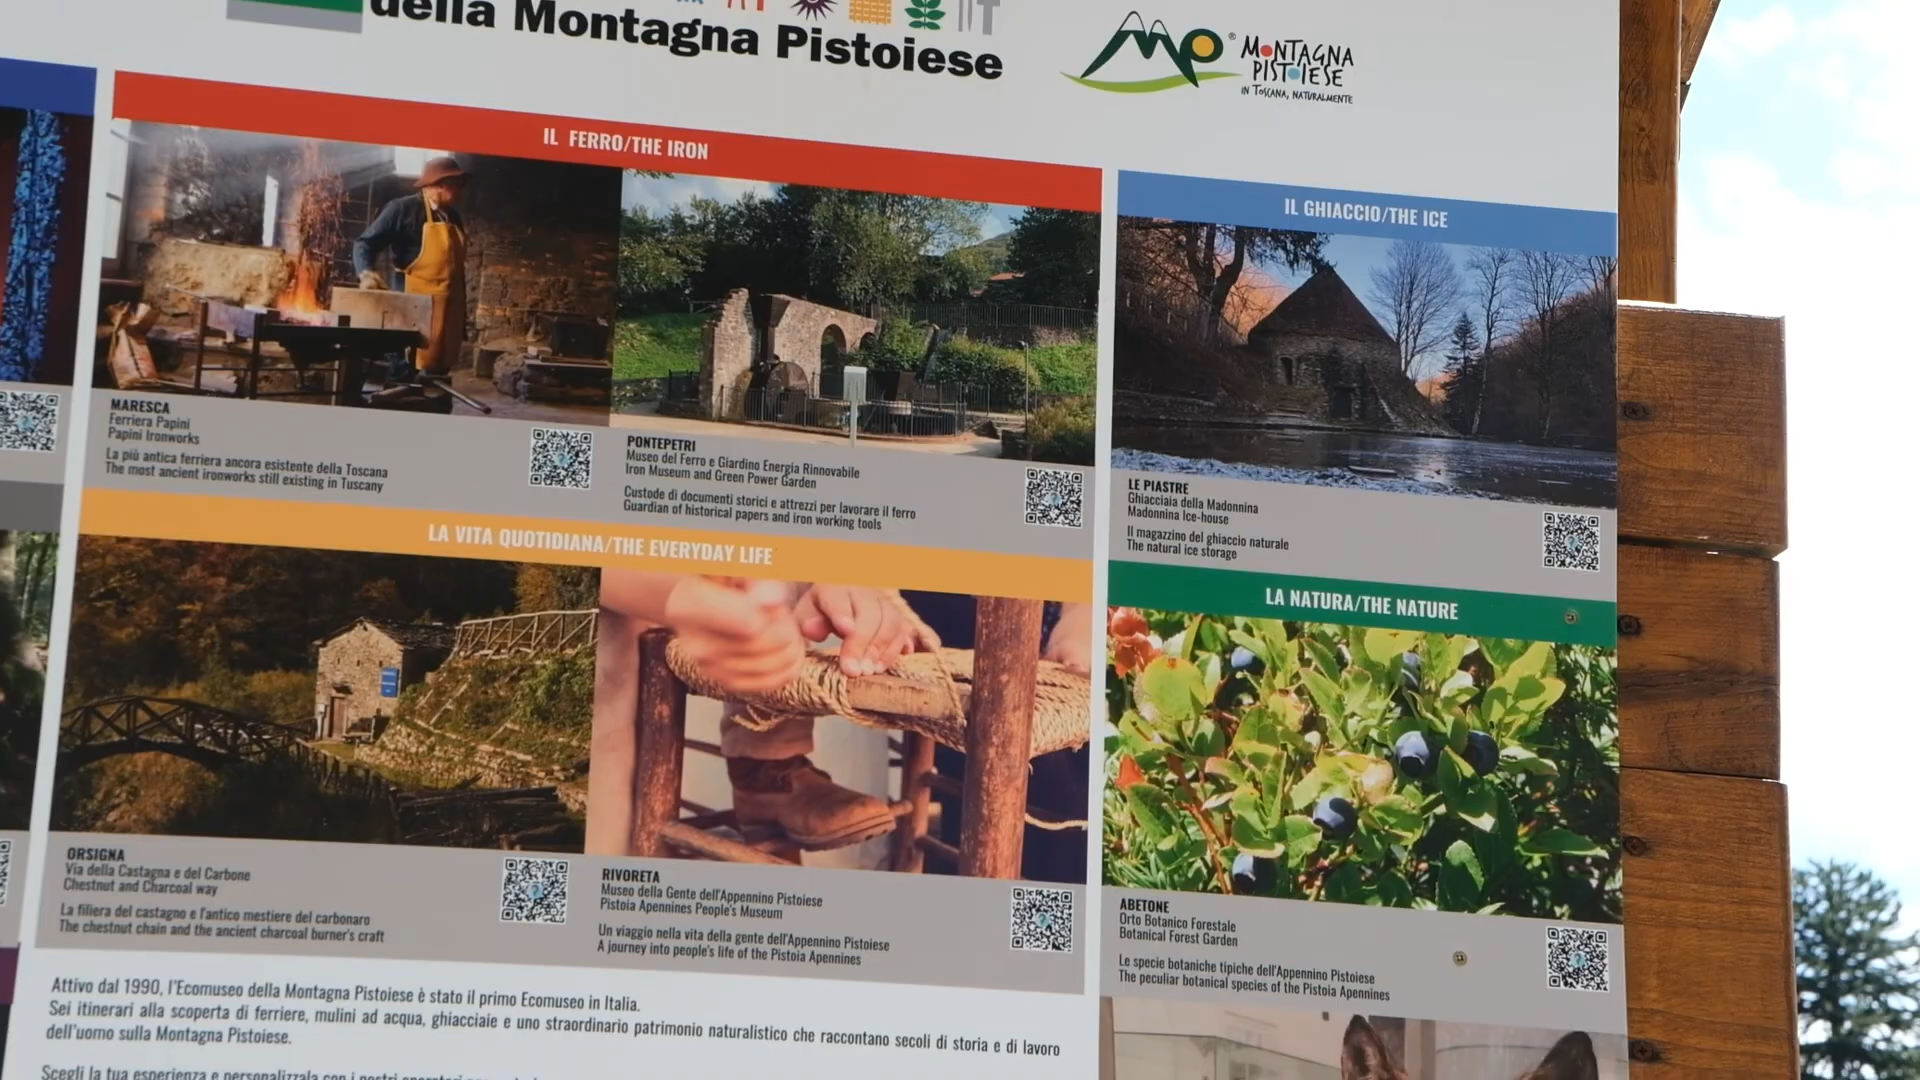 della Montagna Pistoiese
MONTAGNA
PISTOIESE
IN TOSCANA, NATURALMENTE
IL FERRO/THE IRON
MARESCA
Ferriera Papini
Papini Ironworks
La più antica ferriera ancora esistente della Toscana
The most ancient ironworks still existing in Tuscany
PONTEPETRI
Museo del Ferro e Giardino Energia Rinnovabile
Iron Museum and Green Power Garden
Custode di documenti storici e attrezzi per lavorare il ferro
Guardian of historical papers and iron working tools
IL GHIACCIO/THE ICE
LE PIASTRE
Ghiacciaia della Madonnina
Madonnina Ice-house
Il magazzino del ghiaccio naturale
The natural ice storage
LA VITA QUOTIDIANA/THE EVERYDAY LIFE
ORSIGNA
Via della Castagna e del Carbone
Chestnut and Charcoal way
La filiera del castagno e l'antico mestiere del carbonaro
The chestnut chain and the ancient charcoal burner's craft
RIVORETA
Museo della Gente dell'Appennino Pistoiese
Pistoia Apennines People's Museum
Un viaggio nella vita della gente dell'Appennino Pistoiese
A journey into people's life of the Pistoia Apennines
LA NATURA/THE NATURE
ABETONE
Orto Botanico Forestale
Botanical Forest Garden
Le specie botaniche tipiche dell'Appennino Pistoiese
The peculiar botanical species of the Pistoia Apennines
Attivo dal 1990, l'Ecomuseo della Montagna Pistoiese è stato il primo Ecomuseo in Italia.
Sei itinerari alla scoperta di ferriere, mulini ad acqua, ghiacciaie e uno straordinario patrimonio naturalistico che raccontano secoli di storia e di lavoro
dell'uomo sulla Montagna Pistoiese.
Scegli la tua esperienza e personalizzala con i nostri